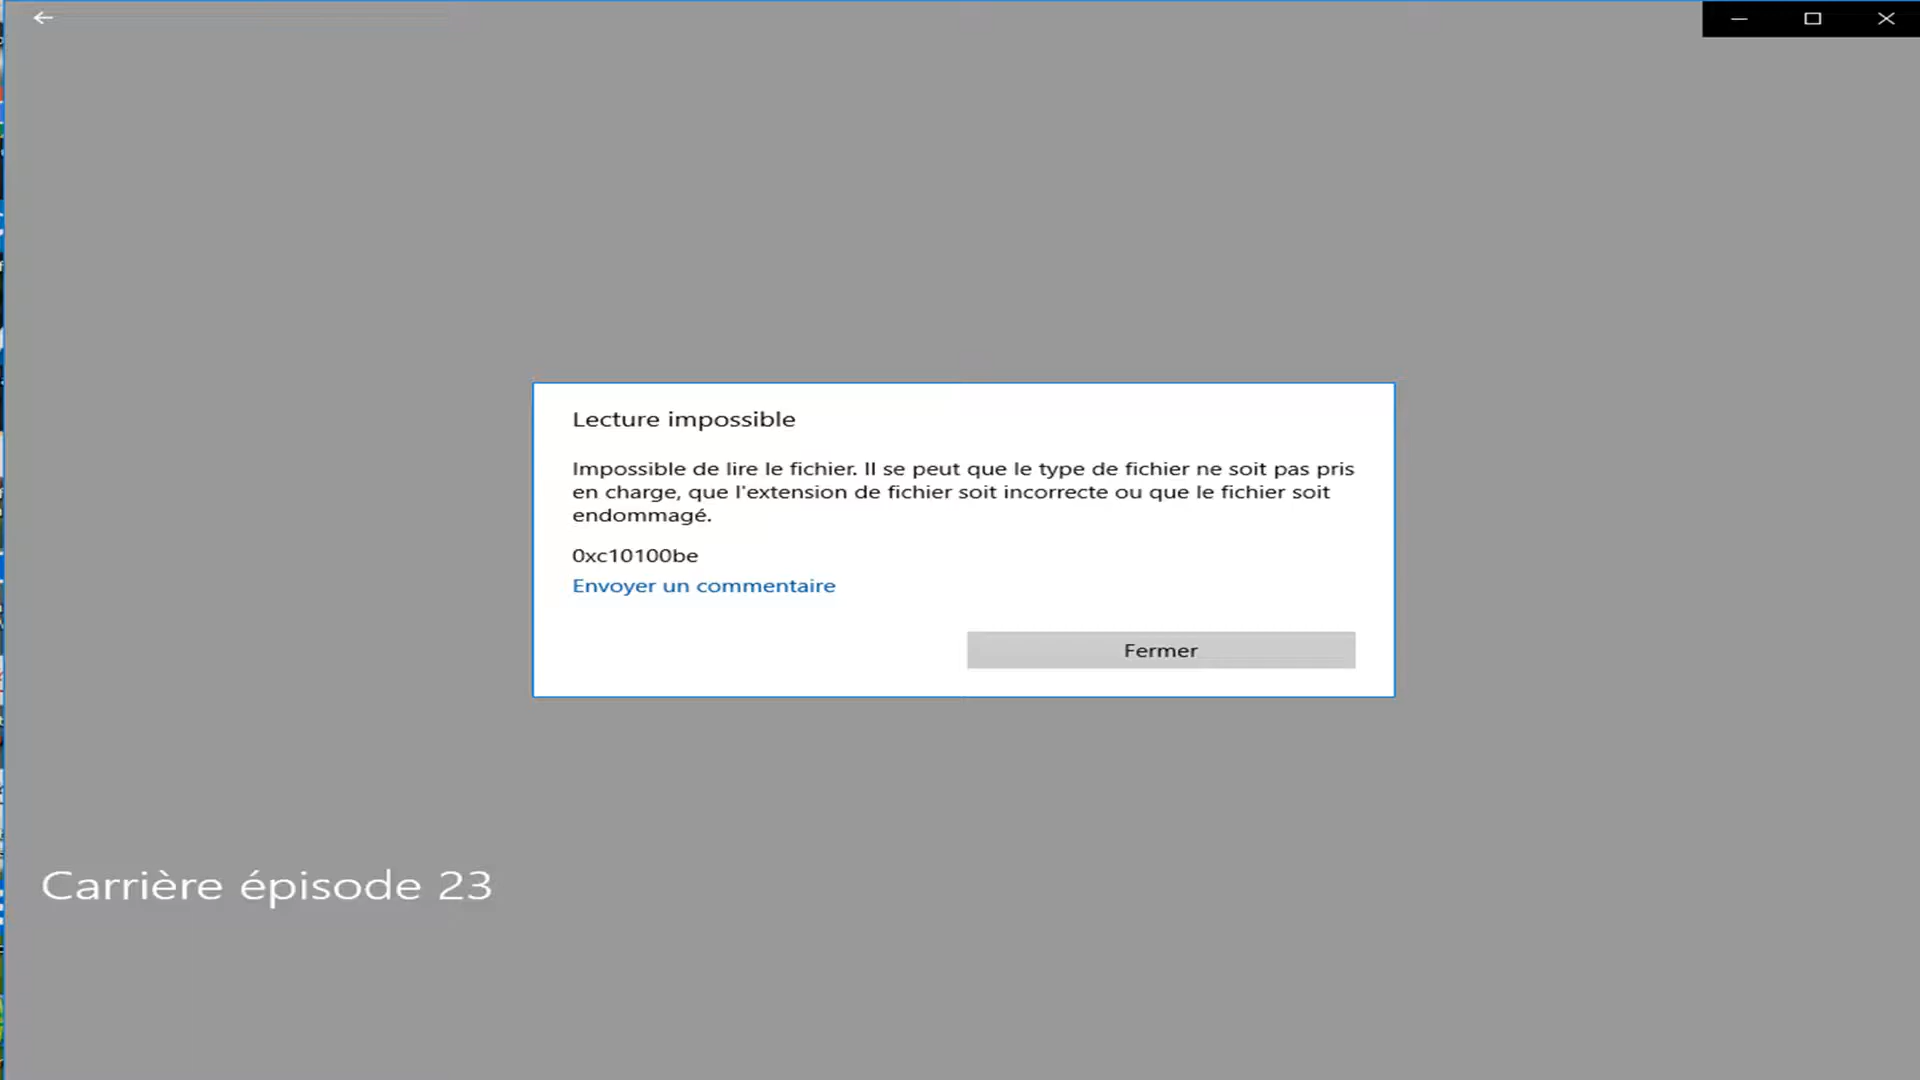 Lecture impossible
Impossible de lire le fichier. Il se peut que le type de fichier ne soit pas pris
en charge, que l'extension de fichier soit incorrecte ou que le fichier soit
endommagé.
0xc10100be
Envoyer un commentaire
Fermer
Carrière épisode 23